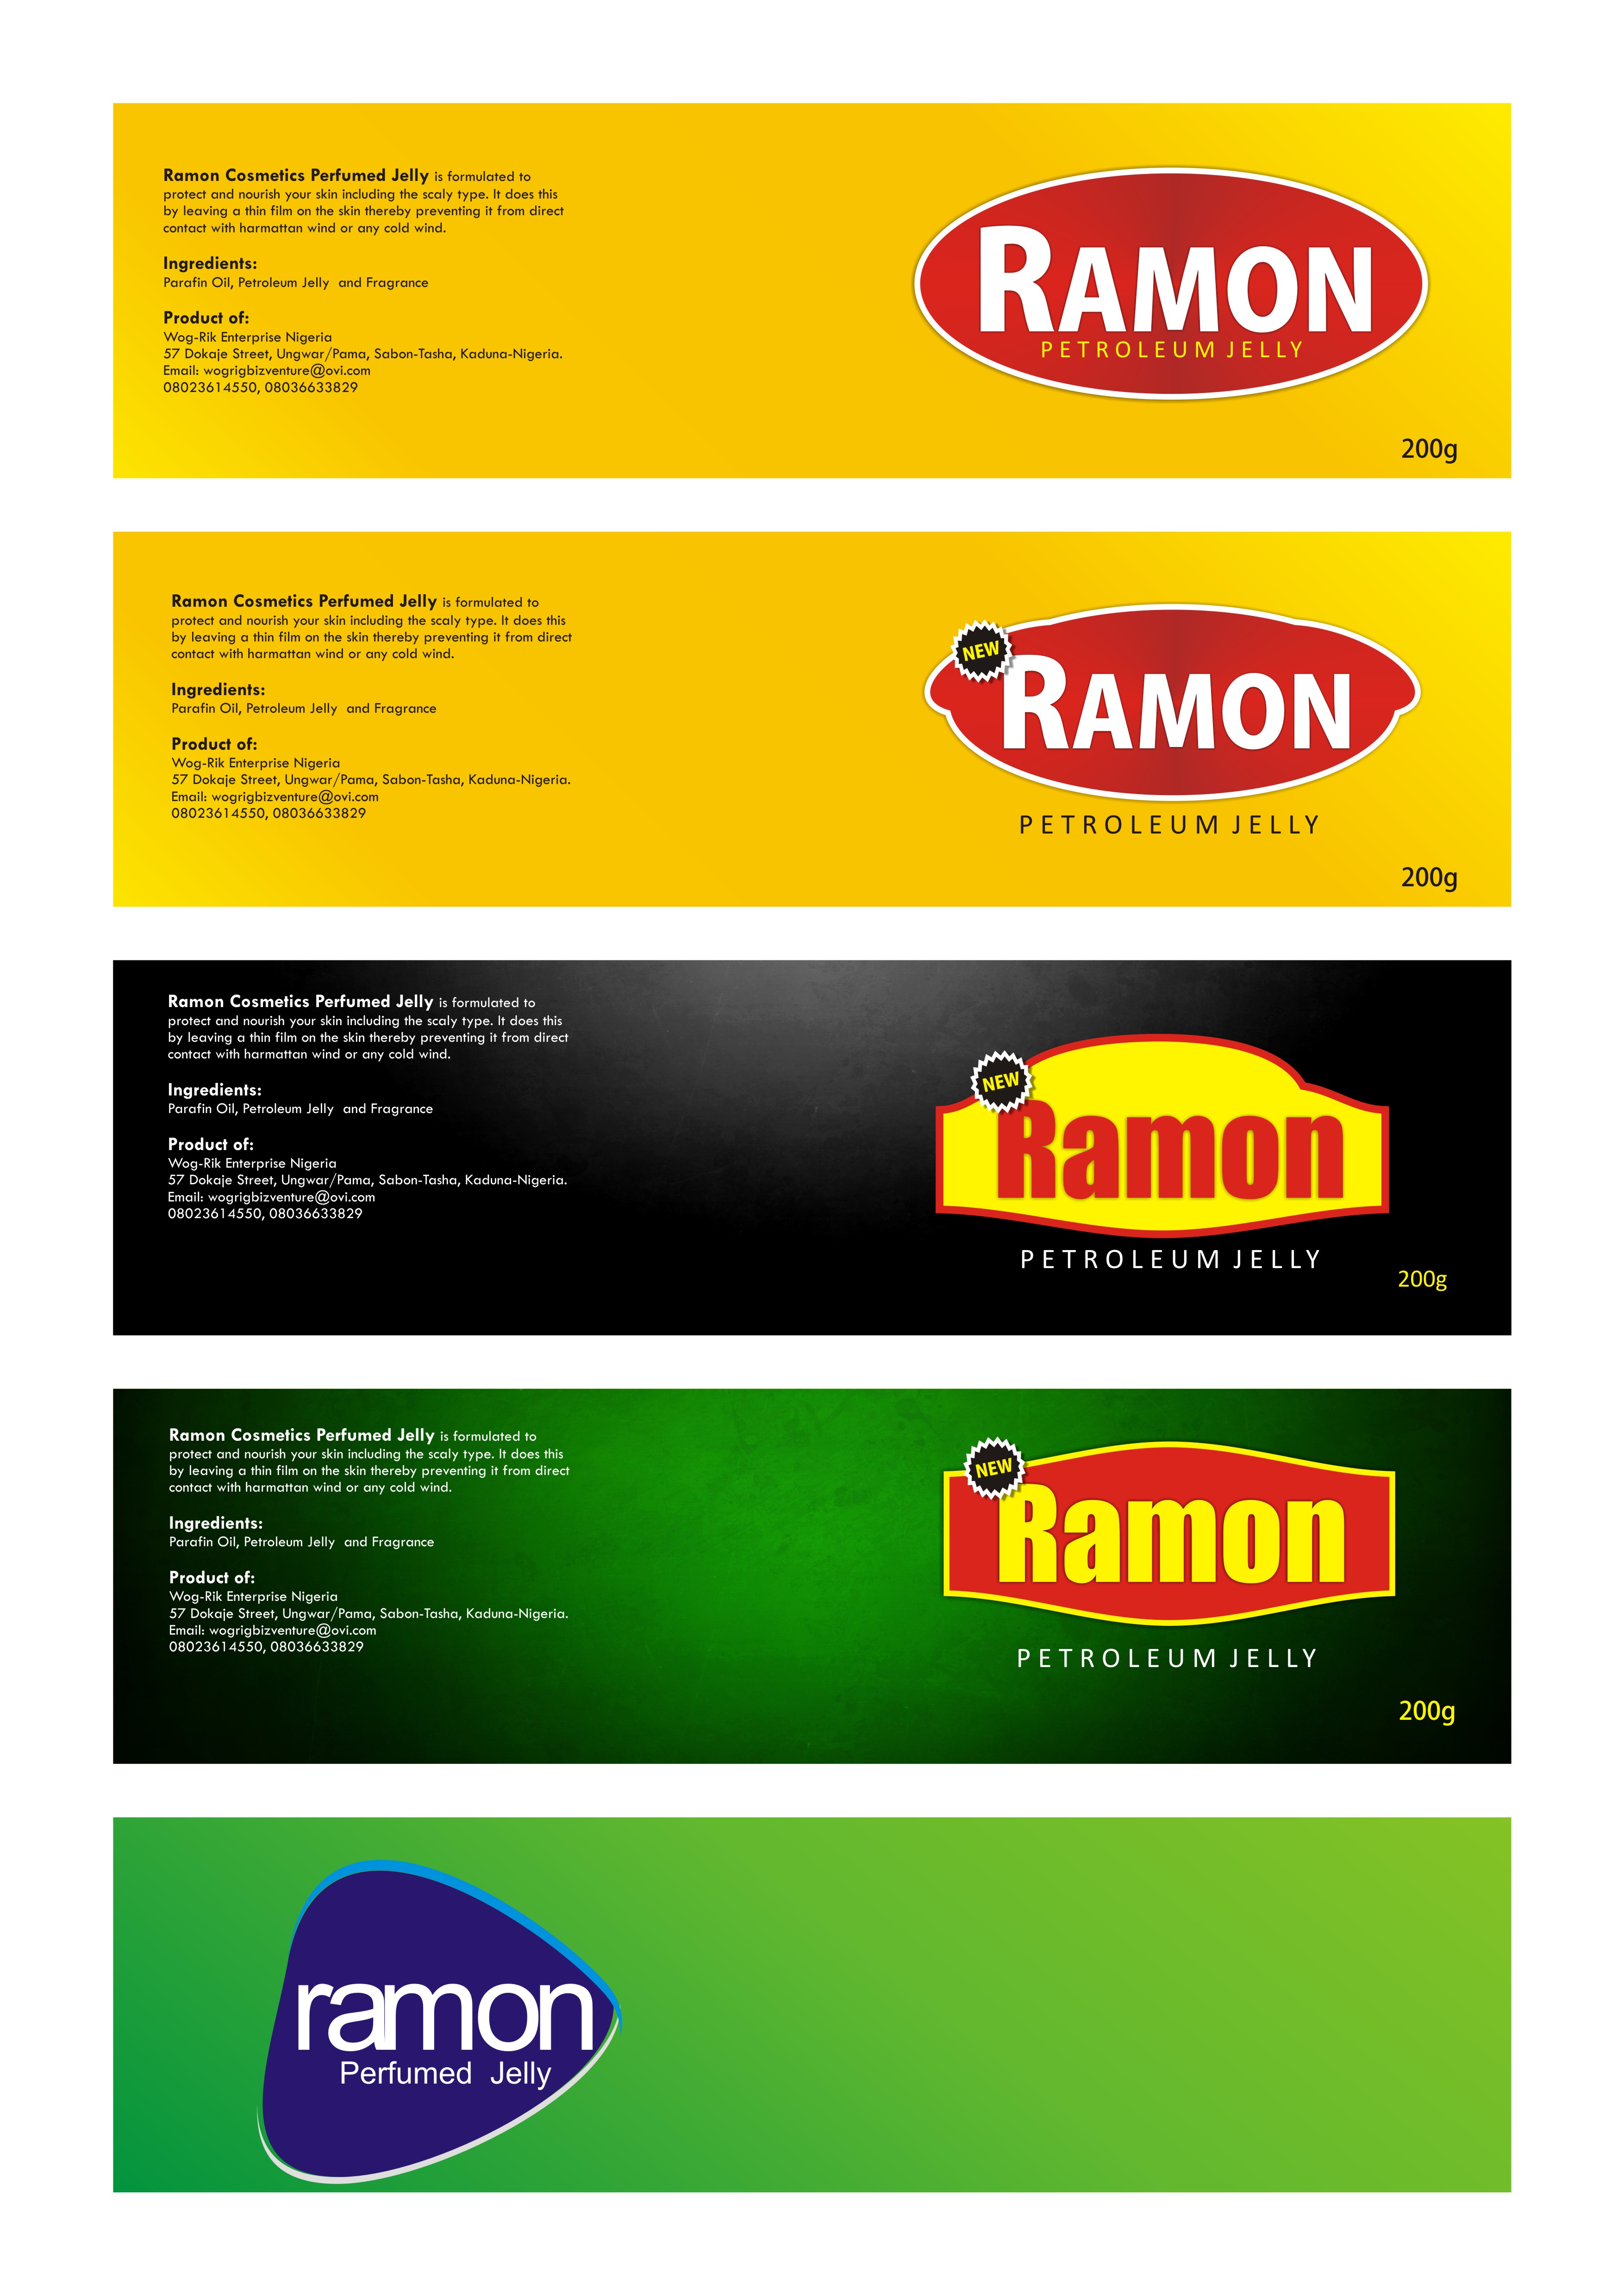 Ramon Cosmetics Perfumed Jelly is formulated to
protect and nourish your skin including the scaly type. It does this
by leaving a thin film on the skin thereby preventing it from direct
contact with harmattan wind or any cold wind.
Ingredients:
Parafin Oil, Petroleum Jelly and Fragrance
Product of:
Wog-Rik Enterprise Nigeria
57 Dokaje Street, Ungwar/Pama, Sabon-Tasha, Kaduna-Nigeria.
Email: wogrigbizventure@ovi.com
08023614550, 08036633829
RAMON
PETROLEUM JELLY
200g
Ramon Cosmetics Perfumed Jelly is formulated to
protect and nourish your skin including the scaly type. It does this
by leaving a thin film on the skin thereby preventing it from direct
contact with harmattan wind or any cold wind.
Ingredients:
Parafin Oil, Petroleum Jelly and Fragrance
Product of:
Wog-Rik Enterprise Nigeria
57 Dokaje Street, Ungwar/Pama, Sabon-Tasha, Kaduna-Nigeria.
Email: wogrigbizventure@ovi.com
08023614550, 08036633829
NEW
RAMON
PETROLEUM JELLY
200g
Ramon Cosmetics Perfumed Jelly is formulated to
protect and nourish your skin including the scaly type. It does this
by leaving a thin film on the skin thereby preventing it from direct
contact with harmattan wind or any cold wind.
Ingredients:
Parafin Oil, Petroleum Jelly and Fragrance
Product of:
Wog-Rik Enterprise Nigeria
57 Dokaje Street, Ungwar/Pama, Sabon-Tasha, Kaduna-Nigeria.
Email: wogrigbizventure@ovi.com
08023614550, 08036633829
NEW
Ramon
PETROLEUM JELLY
200g
Ramon Cosmetics Perfumed Jelly is formulated to
protect and nourish your skin including the scaly type. It does this
by leaving a thin film on the skin thereby preventing it from direct
contact with harmattan wind or any cold wind.
Ingredients:
Parafin Oil, Petroleum Jelly and Fragrance
Product of:
Wog-Rik Enterprise Nigeria
57 Dokaje Street, Ungwar/Pama, Sabon-Tasha, Kaduna-Nigeria.
Email: wogrigbizventure@ovi.com
08023614550, 08036633829
NEW
Ramon
PETROLEUM JELLY
200g
ramon
Perfumed Jelly